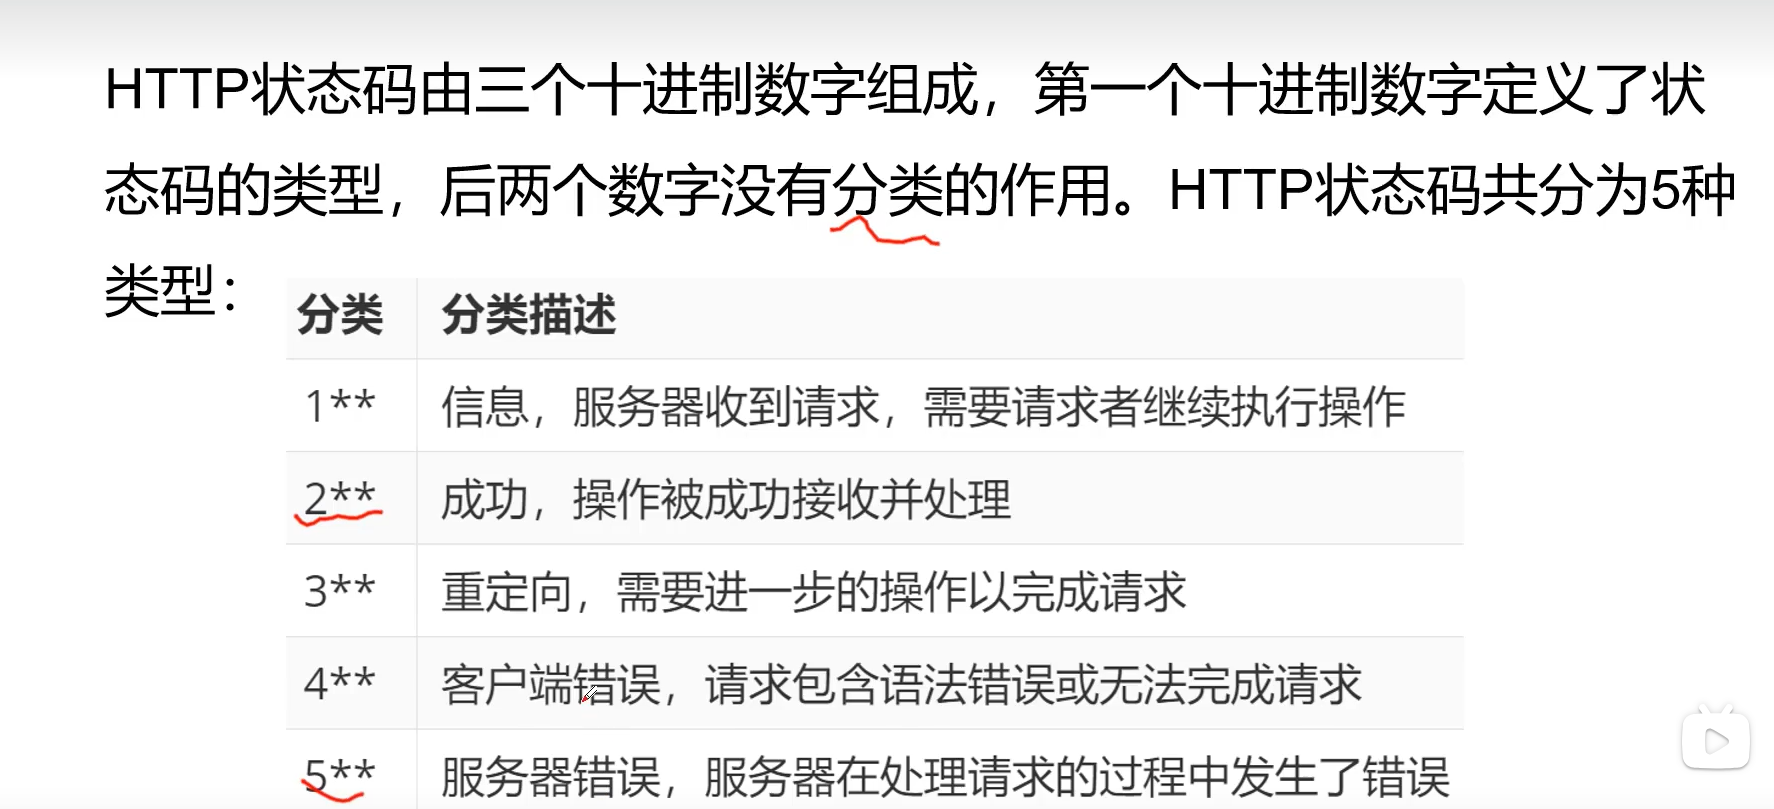 HTTP状态码由三个十进制数字组成，第一个十进制数字定义了状
态码的类型，后两个数字没有分类的作用。HTTP状态码共分为5种
类型：
分类 分类描述
1** 信息，服务器收到请求，需要请求者继续执行操作
2** 成功，操作被成功接收并处理
3** 重定向，需要进一步的操作以完成请求
4** 客户端错误，请求包含语法错误或无法完成请求
5** 服务器错误，服务器在处理请求的过程中发生了错误